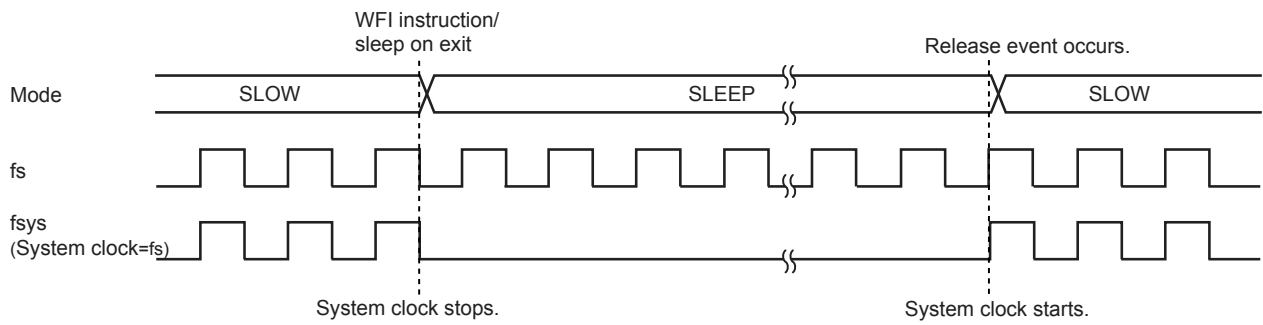 WFI instruction/
sleep on exit
Release event occurs.
Mode
SLOW
SLEEP
SLOW
fs
fsys
(System clock=fs)
System clock stops.
System clock starts.